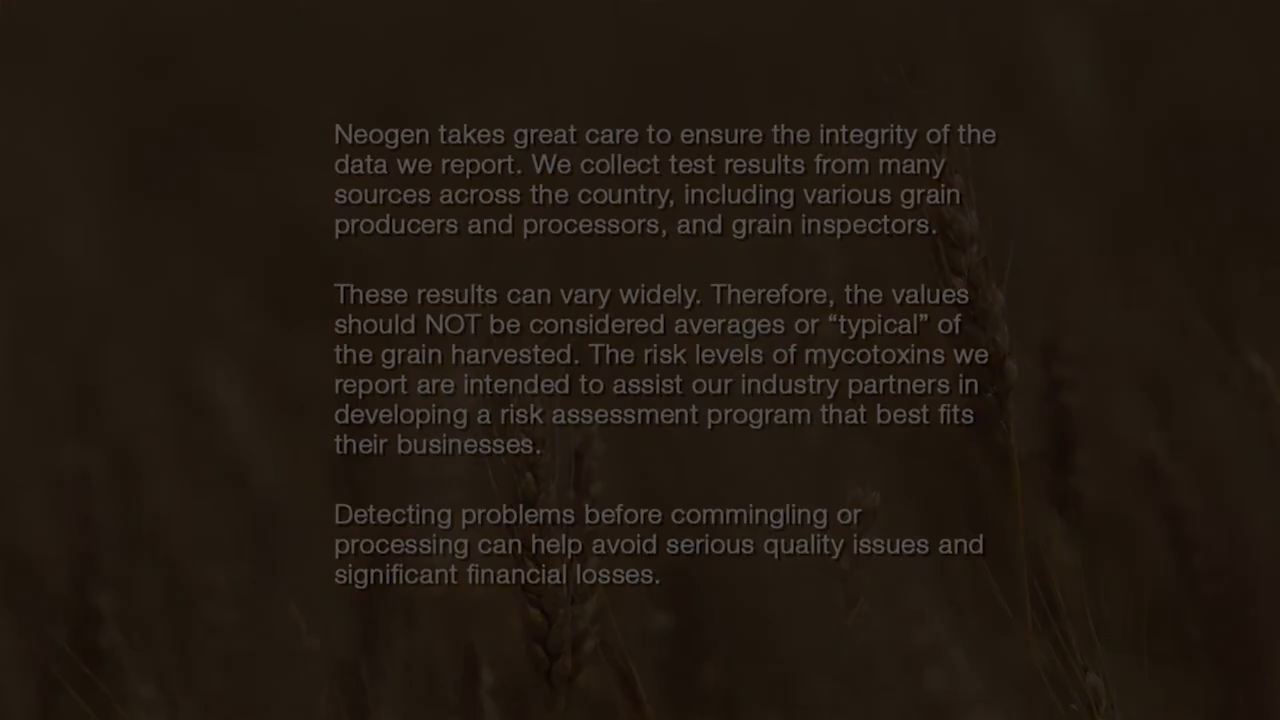 Neogen takes great care to ensure the integrity of the
data we report. We collect test results from many
sources across the country, including various grain
producers and processors, and grain inspectors.
These results can vary widely. Therefore, the values
should NOT be considered averages or “typical” of
the grain harvested. The risk levels of mycotoxins we
report are intended to assist our industry partners in
developing a risk assessment program that best fits
their businesses.
Detecting problems before commingling or
processing can help avoid serious quality issues and
significant financial losses.